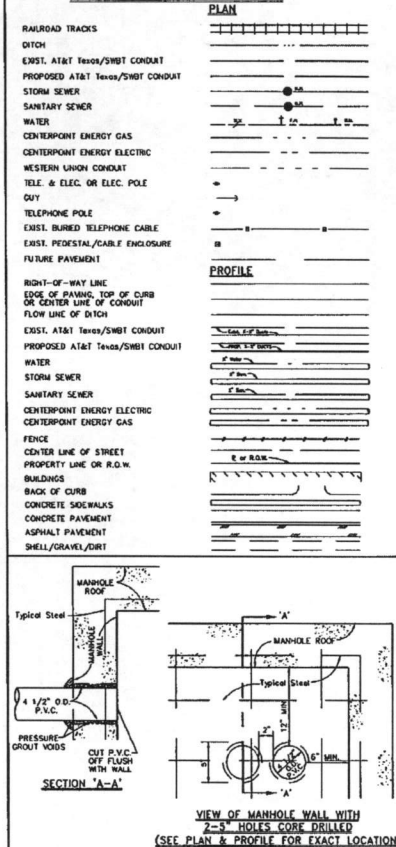 PLAN
RAILROAD TRACKS
DITCH
EXIST. AT&T Texas/SWBT CONDUIT
PROPOSED AT&T Texas/SWBT CONDUIT
STORM SEWER
SANITARY SEWER
WATER
CENTERPOINT ENERGY GAS
CENTERPOINT ENERGY ELECTRIC
WESTERN UNION CONDUIT
TELE. & ELEC. OR ELEC. POLE
GUY
TELEPHONE POLE
EXIST. BURIED TELEPHONE CABLE
EXIST. PEDESTAL/CABLE ENCLOSURE
FUTURE PAVEMENT
PROFILE
RIGHT-OF-WAY LINE
EDGE OF PAVING, TOP OF CURB
OR CENTER LINE OF CONDUIT
FLOW LINE OF DITCH
EXIST. AT&T Texas/SWBT CONDUIT
PROPOSED AT&T Texas/SWBT CONDUIT
WATER
STORM SEWER
SANITARY SEWER
CENTERPOINT ENERGY ELECTRIC
CENTERPOINT ENERGY GAS
FENCE
CENTER LINE OF STREET
PROPERTY LINE OR R.O.W.
or R.O.W.
BUILDINGS
BACK OF CURB
CONCRETE SIDEWALKS
CONCRETE PAVEMENT
ASPHALT PAVEMENT
SHELL/GRAVEL/DIRT
MANHOLE
ROOF
Typical Steel
MANHOLE
WALL
4 1/2" O.D.
P.V.C.
PRESSURE
GROUT VOIDS
CUT P.V.C.
OFF FLUSH
WITH WALL
SECTION 'A-A'
'A'
MANHOLE ROOF
Typical Steel
12" MIN.
2"
5"
6" MIN.
'A'
VIEW OF MANHOLE WALL WITH
2-5" HOLES CORE DRILLED
(SEE PLAN & PROFILE FOR EXACT LOCATION